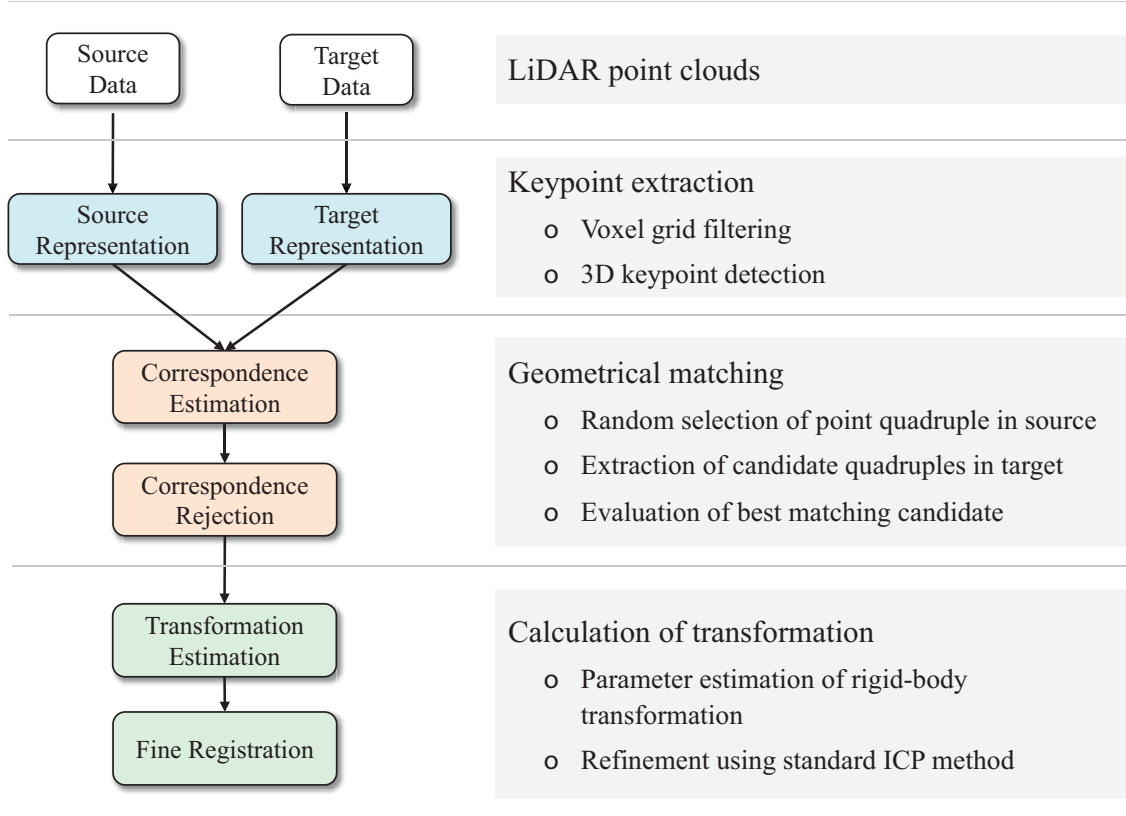 Source
Data
Target
Data
LiDAR point clouds
Source
Representation
Target
Representation
Keypoint extraction
o Voxel grid filtering
o 3D keypoint detection
Correspondence
Estimation
Correspondence
Rejection
Geometrical matching
o Random selection of point quadruple in source
o Extraction of candidate quadruples in target
o Evaluation of best matching candidate
Transformation
Estimation
Fine Registration
Calculation of transformation
o Parameter estimation of rigid-body
transformation
o Refinement using standard ICP method